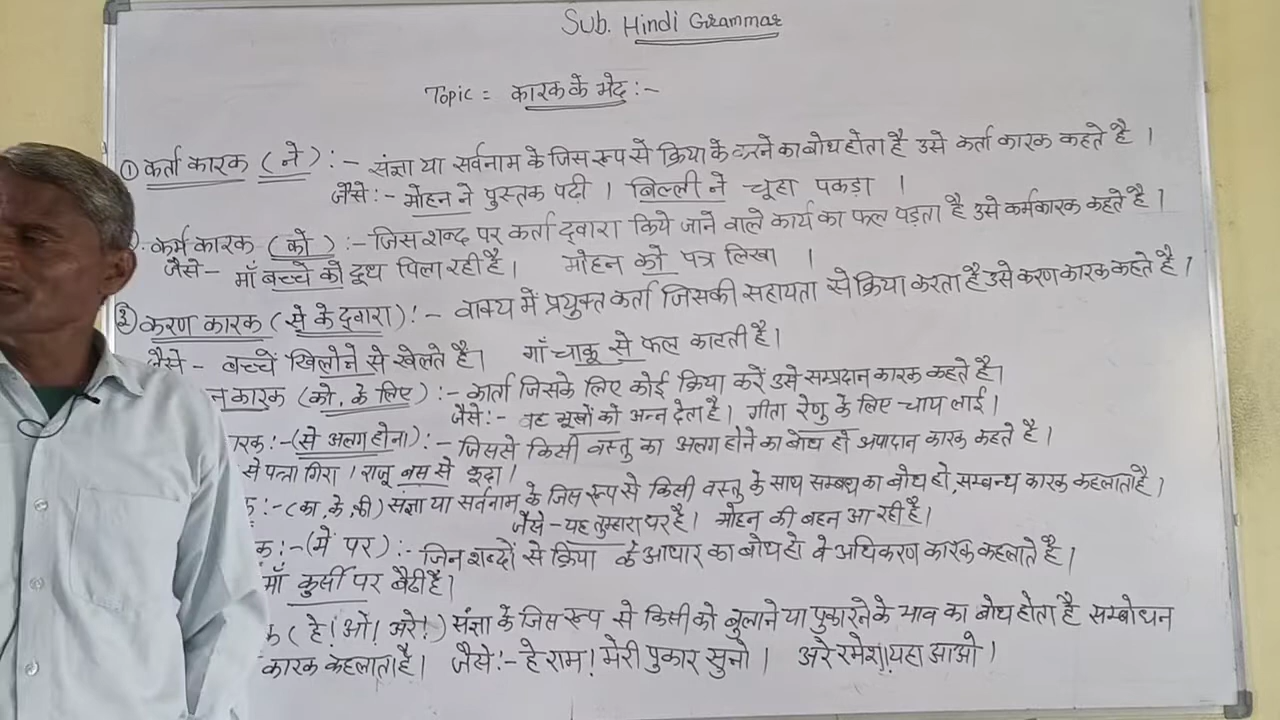 Sub. Hindi Grammar
Topic = कारक के भेद :-
① कर्ता कारक (ने) :- संज्ञा या सर्वनाम के जिस रूप से क्रिया के करने का बोध होता है उसे कर्ता कारक कहते है ।
जैसे :- मोहन ने पुस्तक पढ़ी । बिल्ली ने चूहा पकड़ा ।
कर्म कारक (को) :- जिस शब्द पर कर्ता द्वारा किये जाने वाले कार्य का फल पड़ता है उसे कर्मकारक कहते है ।
जैसे - माँ बच्चे को दूध पिला रही है । मोहन को पत्र लिखा ।
③ करण कारक (से के द्वारा) :- वाक्य में प्रयुक्त कर्ता जिसकी सहायता से क्रिया करता है उसे करण कारक कहते है ।
जैसे - बच्चें खिलोने से खेलते है । चाकू से फल काटती है ।
न कारक (को, के लिए) :- कार्ता जिसके लिए कोई क्रिया करें उसे सम्प्रदान कारक कहते है ।
जैसे :- वह भूखों को अन्न देता है । गीता रेणु के लिए चाय लाई ।
ारक :- (से अलग होना) :- जिससे किसी वस्तु का अलग होने का बोध हो अपादान कारक कहते है ।
से पत्ता गिरा । राजू बस से कूदा ।
क :- (का, के, की) संज्ञा या सर्वनाम के जिस रूप से किसी वस्तु के साथ सम्बन्ध का बोध हो, सम्बन्ध कारक कहलाता है ।
जैसे - यह तुम्हारा घर है । मोहन की बहन आ रही है ।
क :- (में पर) :- जिन शब्दों से क्रिया के आधार का बोध हो वे अधिकरण कारक कहलाते है ।
माँ कुर्सी पर बैठी है ।
क (हे ! ओ ! अरे !) संज्ञा के जिस रूप से किसी को बुलाने या पुकारने के भाव का बोध होता है सम्बोधन
कारक कहलाता है । जैसे :- हे राम ! मेरी पुकार सुनो । अरे रमेश ! यहा आओ ।